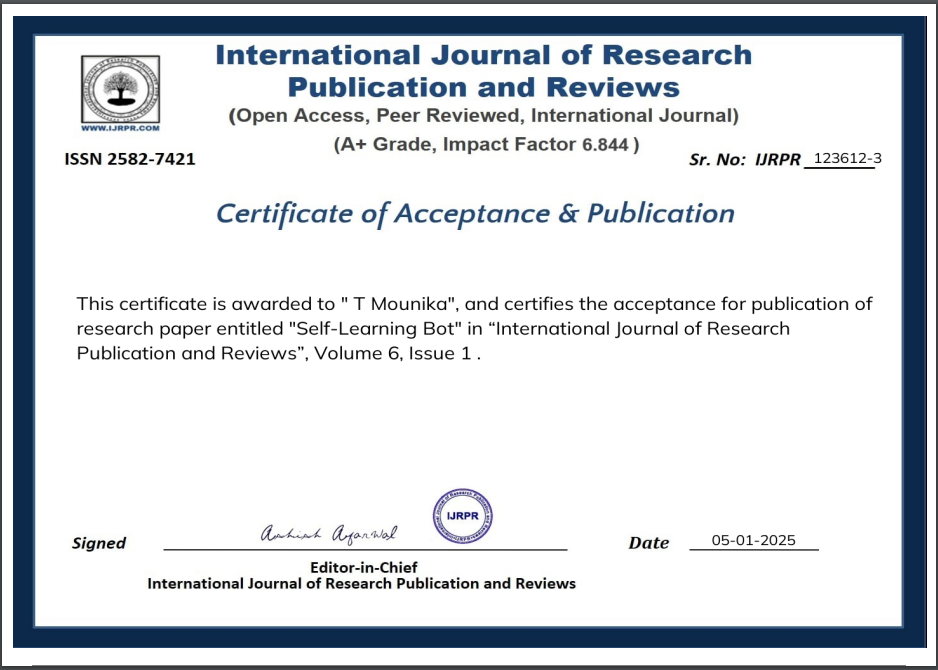 International Journal of Research
Publication and Reviews
(Open Access, Peer Reviewed, International Journal)
(A+ Grade, Impact Factor 6.844 )
WWW.IJRPR.COM
ISSN 2582-7421
Sr. No: IJRPR 123612-3
Certificate of Acceptance & Publication
This certificate is awarded to " T Mounika", and certifies the acceptance for publication of
research paper entitled "Self-Learning Bot" in “International Journal of Research
Publication and Reviews”, Volume 6, Issue 1 .
Signed
Ashish Agarwal
IJRPR
Date 05-01-2025
Editor-in-Chief
International Journal of Research Publication and Reviews